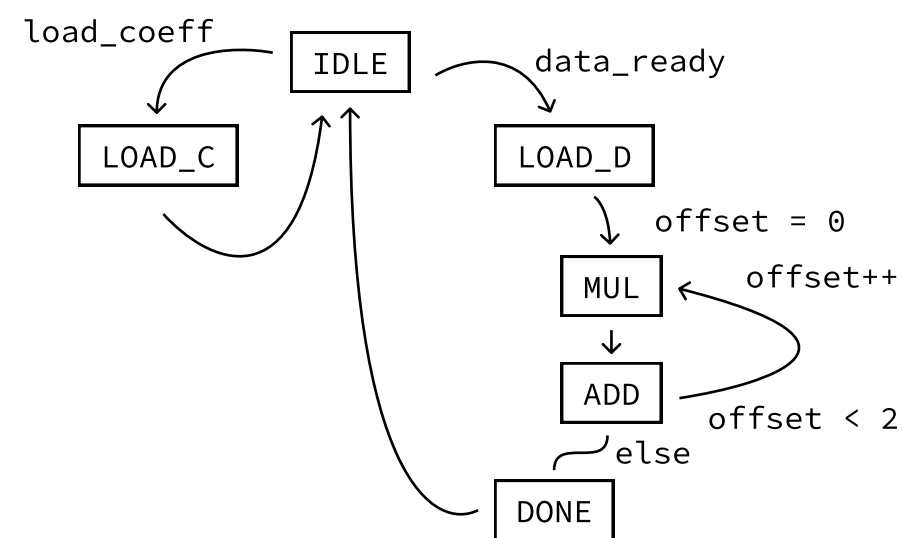 load_coeff
IDLE
data_ready
LOAD_C
LOAD_D
offset = 0
MUL
offset++
ADD
offset < 2
else
DONE